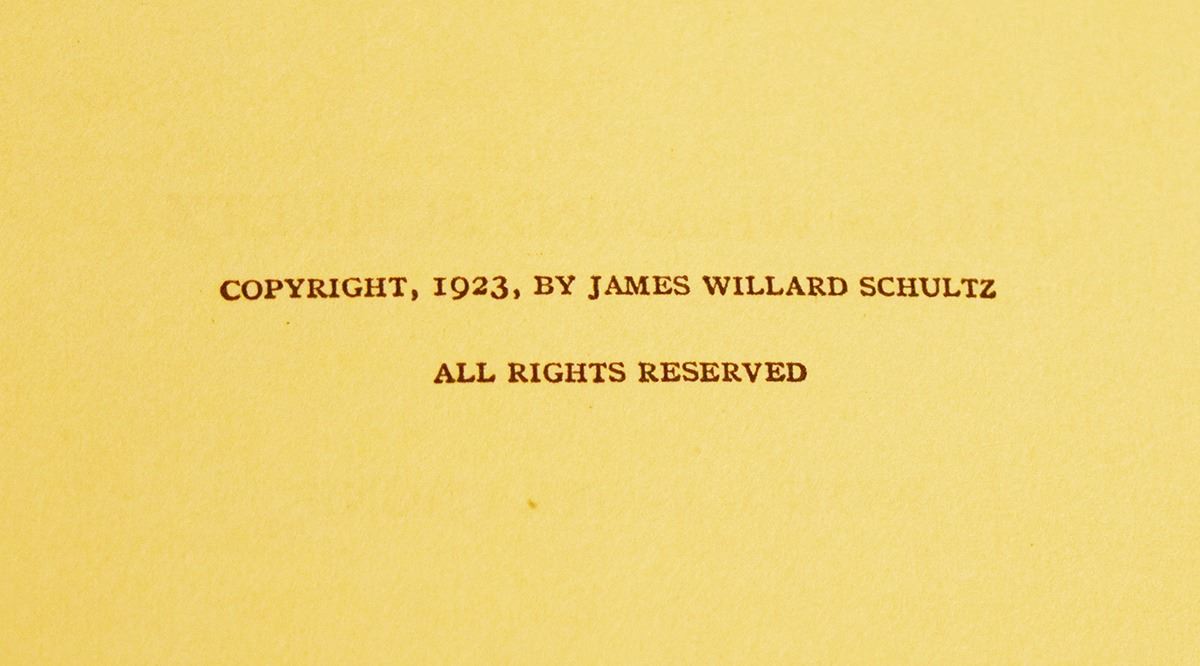 COPYRIGHT, 1923, BY JAMES WILLARD SCHULTZ
ALL RIGHTS RESERVED